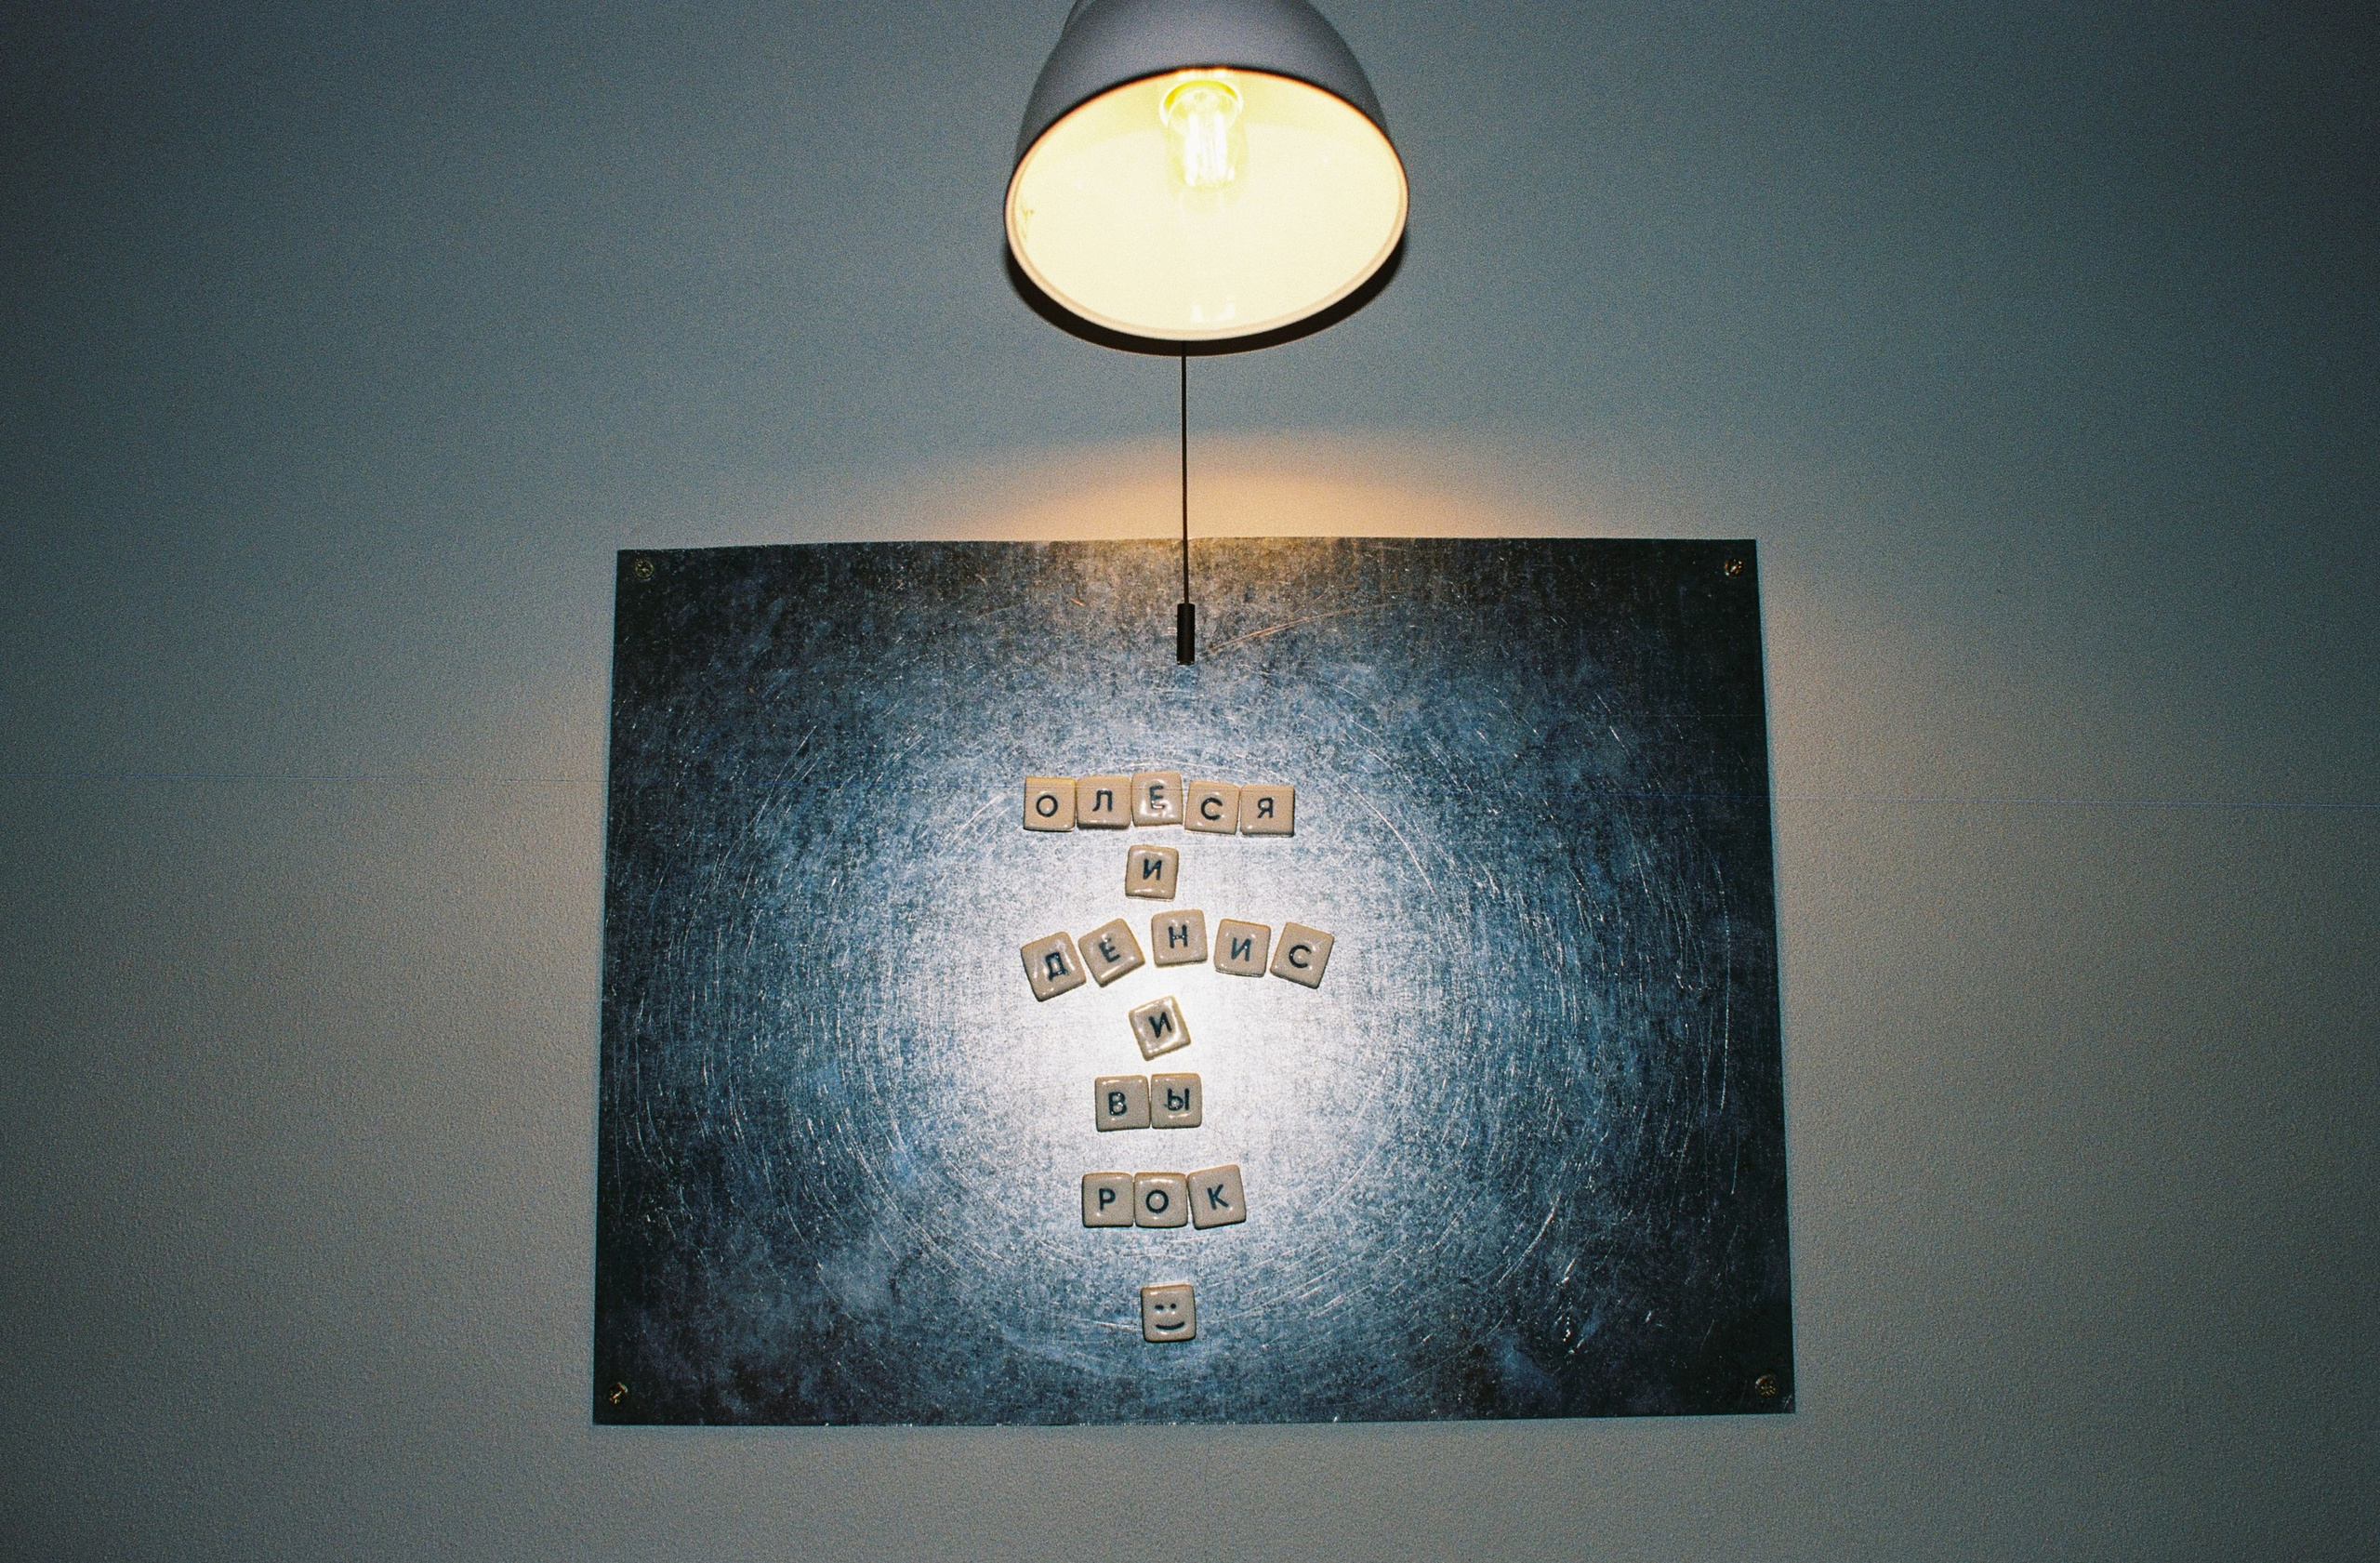 ОЛЕСЯ
И
ДЕНИС
И
ВЫ
РОК